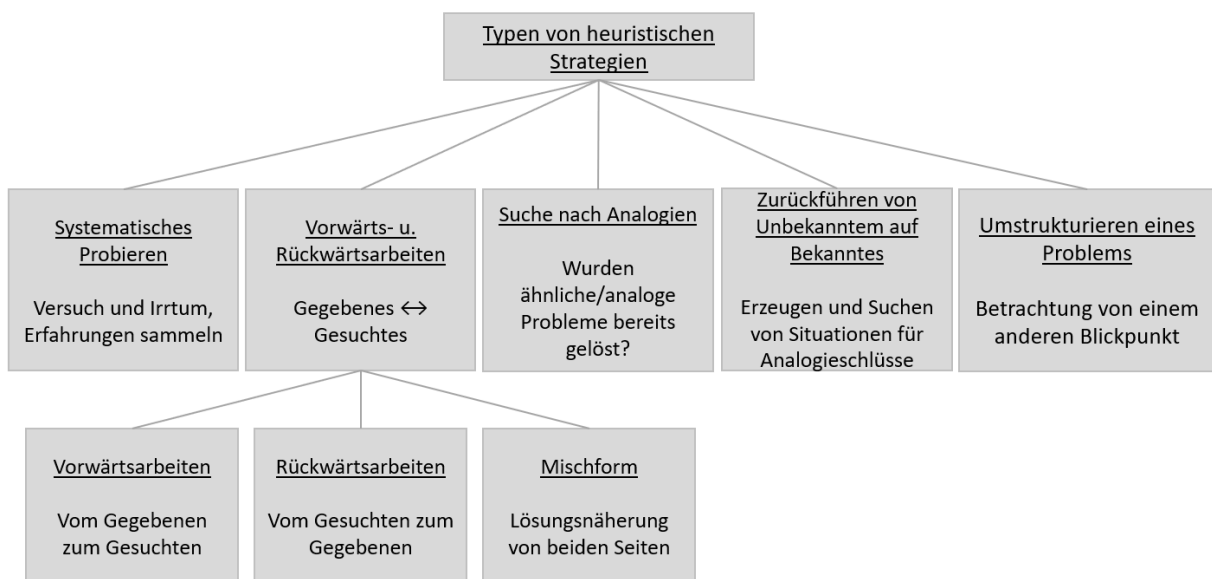 Typen von heuristischen
Strategien
Systematisches
Probieren
Versuch und Irrtum,
Erfahrungen sammeln
Vorwärts- u.
Rückwärtsarbeiten
Gegebenes ↔
Gesuchtes
Suche nach Analogien
Wurden
ähnliche/analoge
Probleme bereits
gelöst?
Zurückführen von
Unbekanntem auf
Bekanntes
Erzeugen und Suchen
von Situationen für
Analogieschlüsse
Umstrukturieren eines
Problems
Betrachtung von einem
anderen Blickpunkt
Vorwärtsarbeiten
Vom Gegebenen
zum Gesuchten
Rückwärtsarbeiten
Vom Gesuchten zum
Gegebenen
Mischform
Lösungsnäherung
von beiden Seiten